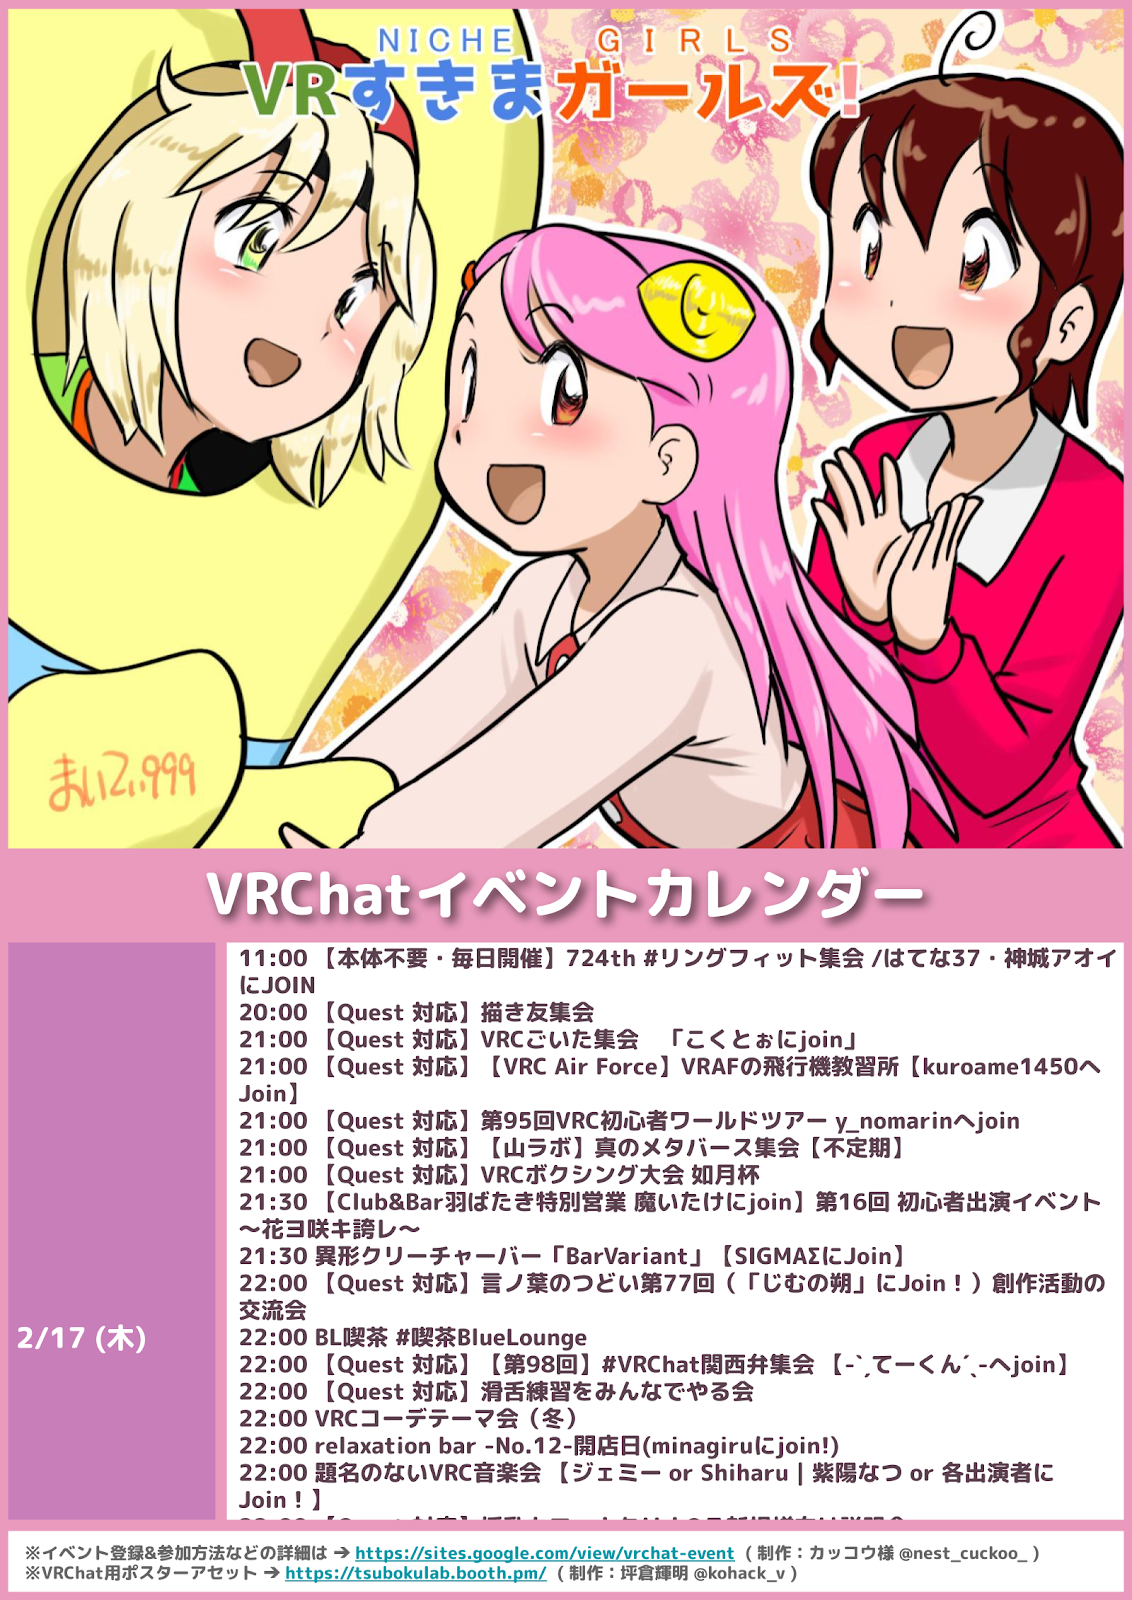 NICHE GIRLS
VRすきまガールズ!
まいてぃ999
VRChatイベントカレンダー
2/17 (木)
11:00 【本体不要・毎日開催】724th #リングフィット集会 /はてな37・神城アオイ
にJOIN
20:00 【Quest 対応】描き友集会
21:00 【Quest 対応】VRCごいた集会　「こくとぉにjoin」
21:00 【Quest 対応】【VRC Air Force】VRAFの飛行機教習所【kuroame1450へ
Join】
21:00 【Quest 対応】第95回VRC初心者ワールドツアー y_nomarinへjoin
21:00 【Quest 対応】【山ラボ】真のメタバース集会【不定期】
21:00 【Quest 対応】VRCボクシング大会 如月杯
21:30 【Club&Bar羽ばたき特別営業 魔いたけにjoin】第16回 初心者出演イベント
～花ヨ咲キ誇レ～
21:30 異形クリーチャーバー「BarVariant」【SIGMAΣにJoin】
22:00 【Quest 対応】言ノ葉のつどい第77回（「じむの朔」にJoin！）創作活動の
交流会
22:00 BL喫茶 #喫茶BlueLounge
22:00 【Quest 対応】【第98回】#VRChat関西弁集会 【-ˋˏてーくんˊˎ-へjoin】
22:00 【Quest 対応】滑舌練習をみんなでやる会
22:00 VRCコーデテーマ会（冬）
22:00 relaxation bar -No.12-開店日(minagiruにjoin!)
22:00 題名のないVRC音楽会 【ジェミー or Shiharu | 紫陽なつ or 各出演者に
Join！】
※イベント登録&参加方法などの詳細は ➔ https://sites.google.com/view/vrchat-event （ 制作：カッコウ様 @nest_cuckoo_ ）
※VRChat用ポスターアセット ➔ https://tsubokulab.booth.pm/ （ 制作：坪倉輝明 @kohack_v ）